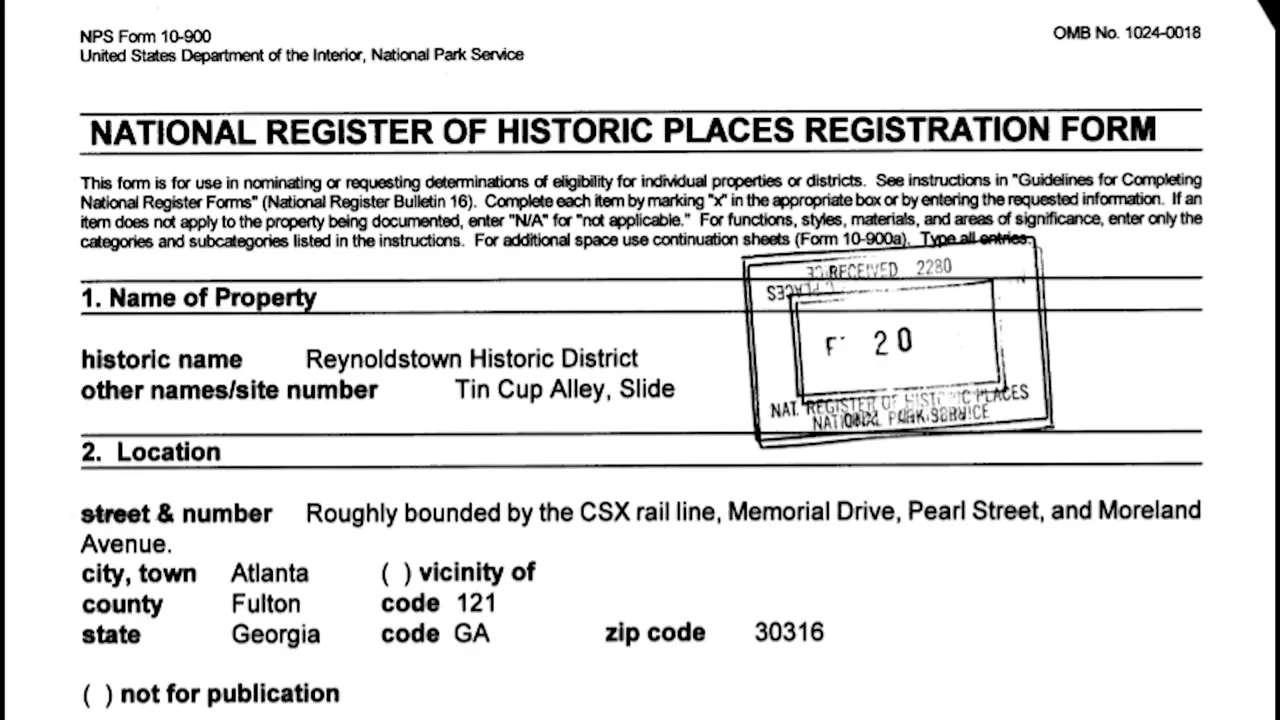 NPS Form 10-900
OMB No. 1024-0018
United States Department of the Interior, National Park Service
NATIONAL REGISTER OF HISTORIC PLACES REGISTRATION FORM
This form is for use in nominating or requesting determinations of eligibility for individual properties or districts. See instructions in "Guidelines for Completing
National Register Forms" (National Register Bulletin 16). Complete each item by marking "x" in the appropriate box or by entering the requested information. If an
item does not apply to the property being documented, enter "N/A" for "not applicable." For functions, styles, materials, and areas of significance, enter only the
categories and subcategories listed in the instructions. For additional space use continuation sheets (Form 10-900a). Type all entries.
RECEIVED 2280
1. Name of Property
20
historic name Reynoldstown Historic District
other names/site number Tin Cup Alley, Slide
NAT. REGISTER OF HISTORIC PLACES
NATIONAL PARK SERVICE
2. Location
street & number Roughly bounded by the CSX rail line, Memorial Drive, Pearl Street, and Moreland
Avenue.
city, town Atlanta ( ) vicinity of
county Fulton code 121
state Georgia code GA zip code 30316
( ) not for publication